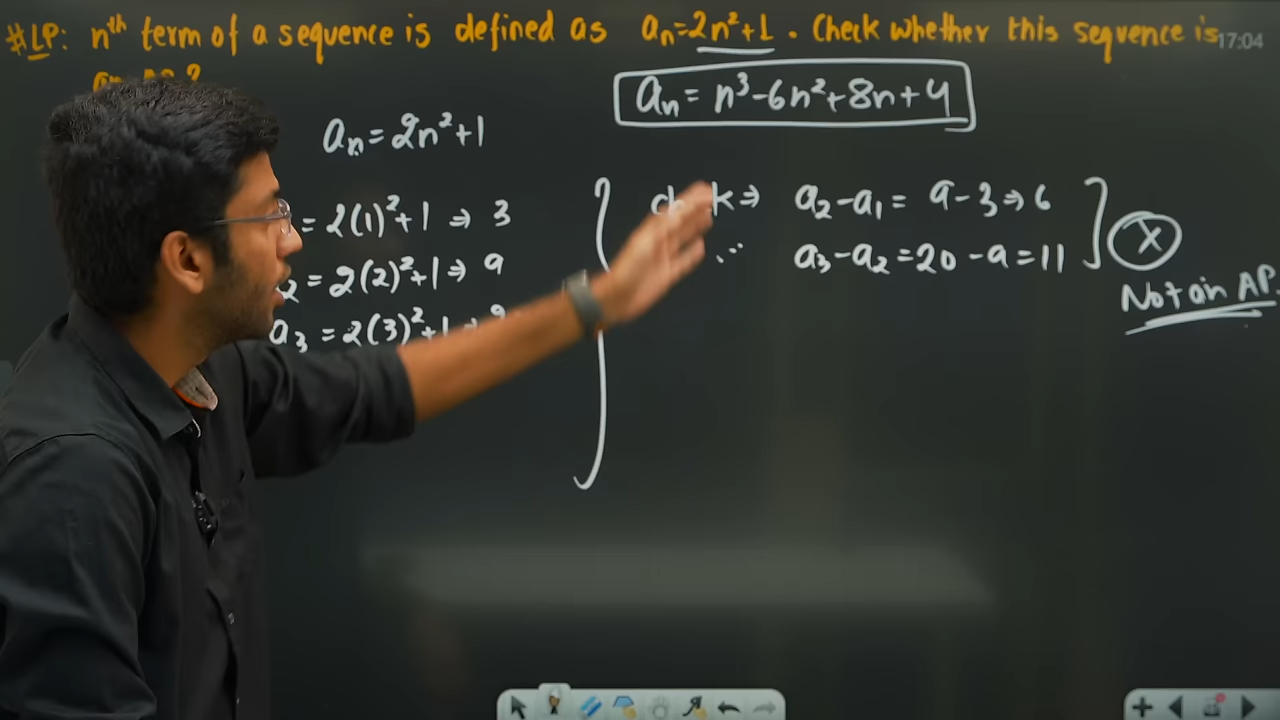 #LP: nth term of a sequence is defined as an=2n²+1. Check whether this sequence is
17:04
an = n³-6n²+8n+4
an=2n²+1
= 2(1)²+1 ⇒ 3
2 = 2(2)²+1 ⇒ 9
a3 = 2(3)²+1
⇒ a2-a1 = 9-3 ⇒ 6
a3-a2=20-9=11
Not an AP.